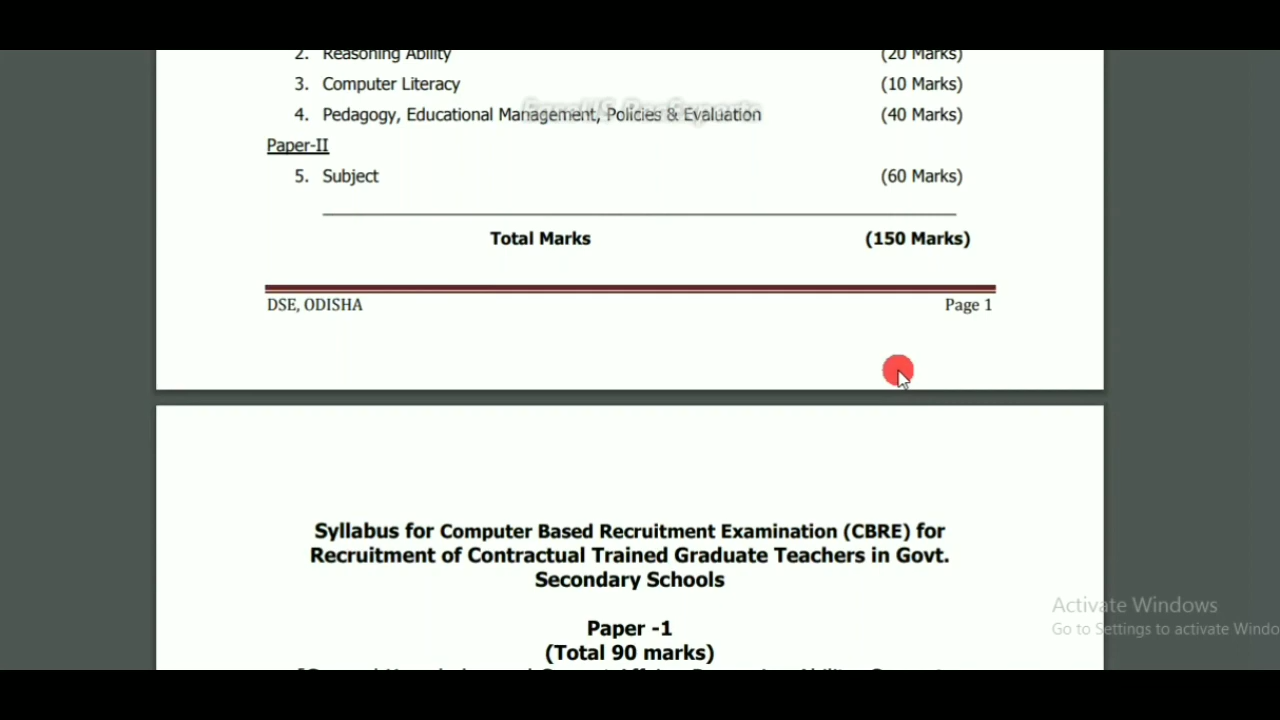 2. Reasoning Ability (20 Marks)
3. Computer Literacy (10 Marks)
4. Pedagogy, Educational Management, Policies & Evaluation (40 Marks)
Paper-II
5. Subject (60 Marks)
Total Marks (150 Marks)
DSE, ODISHA Page 1
Syllabus for Computer Based Recruitment Examination (CBRE) for
Recruitment of Contractual Trained Graduate Teachers in Govt.
Secondary Schools
Paper -1
(Total 90 marks)
Activate Windows
Go to Settings to activate Windo